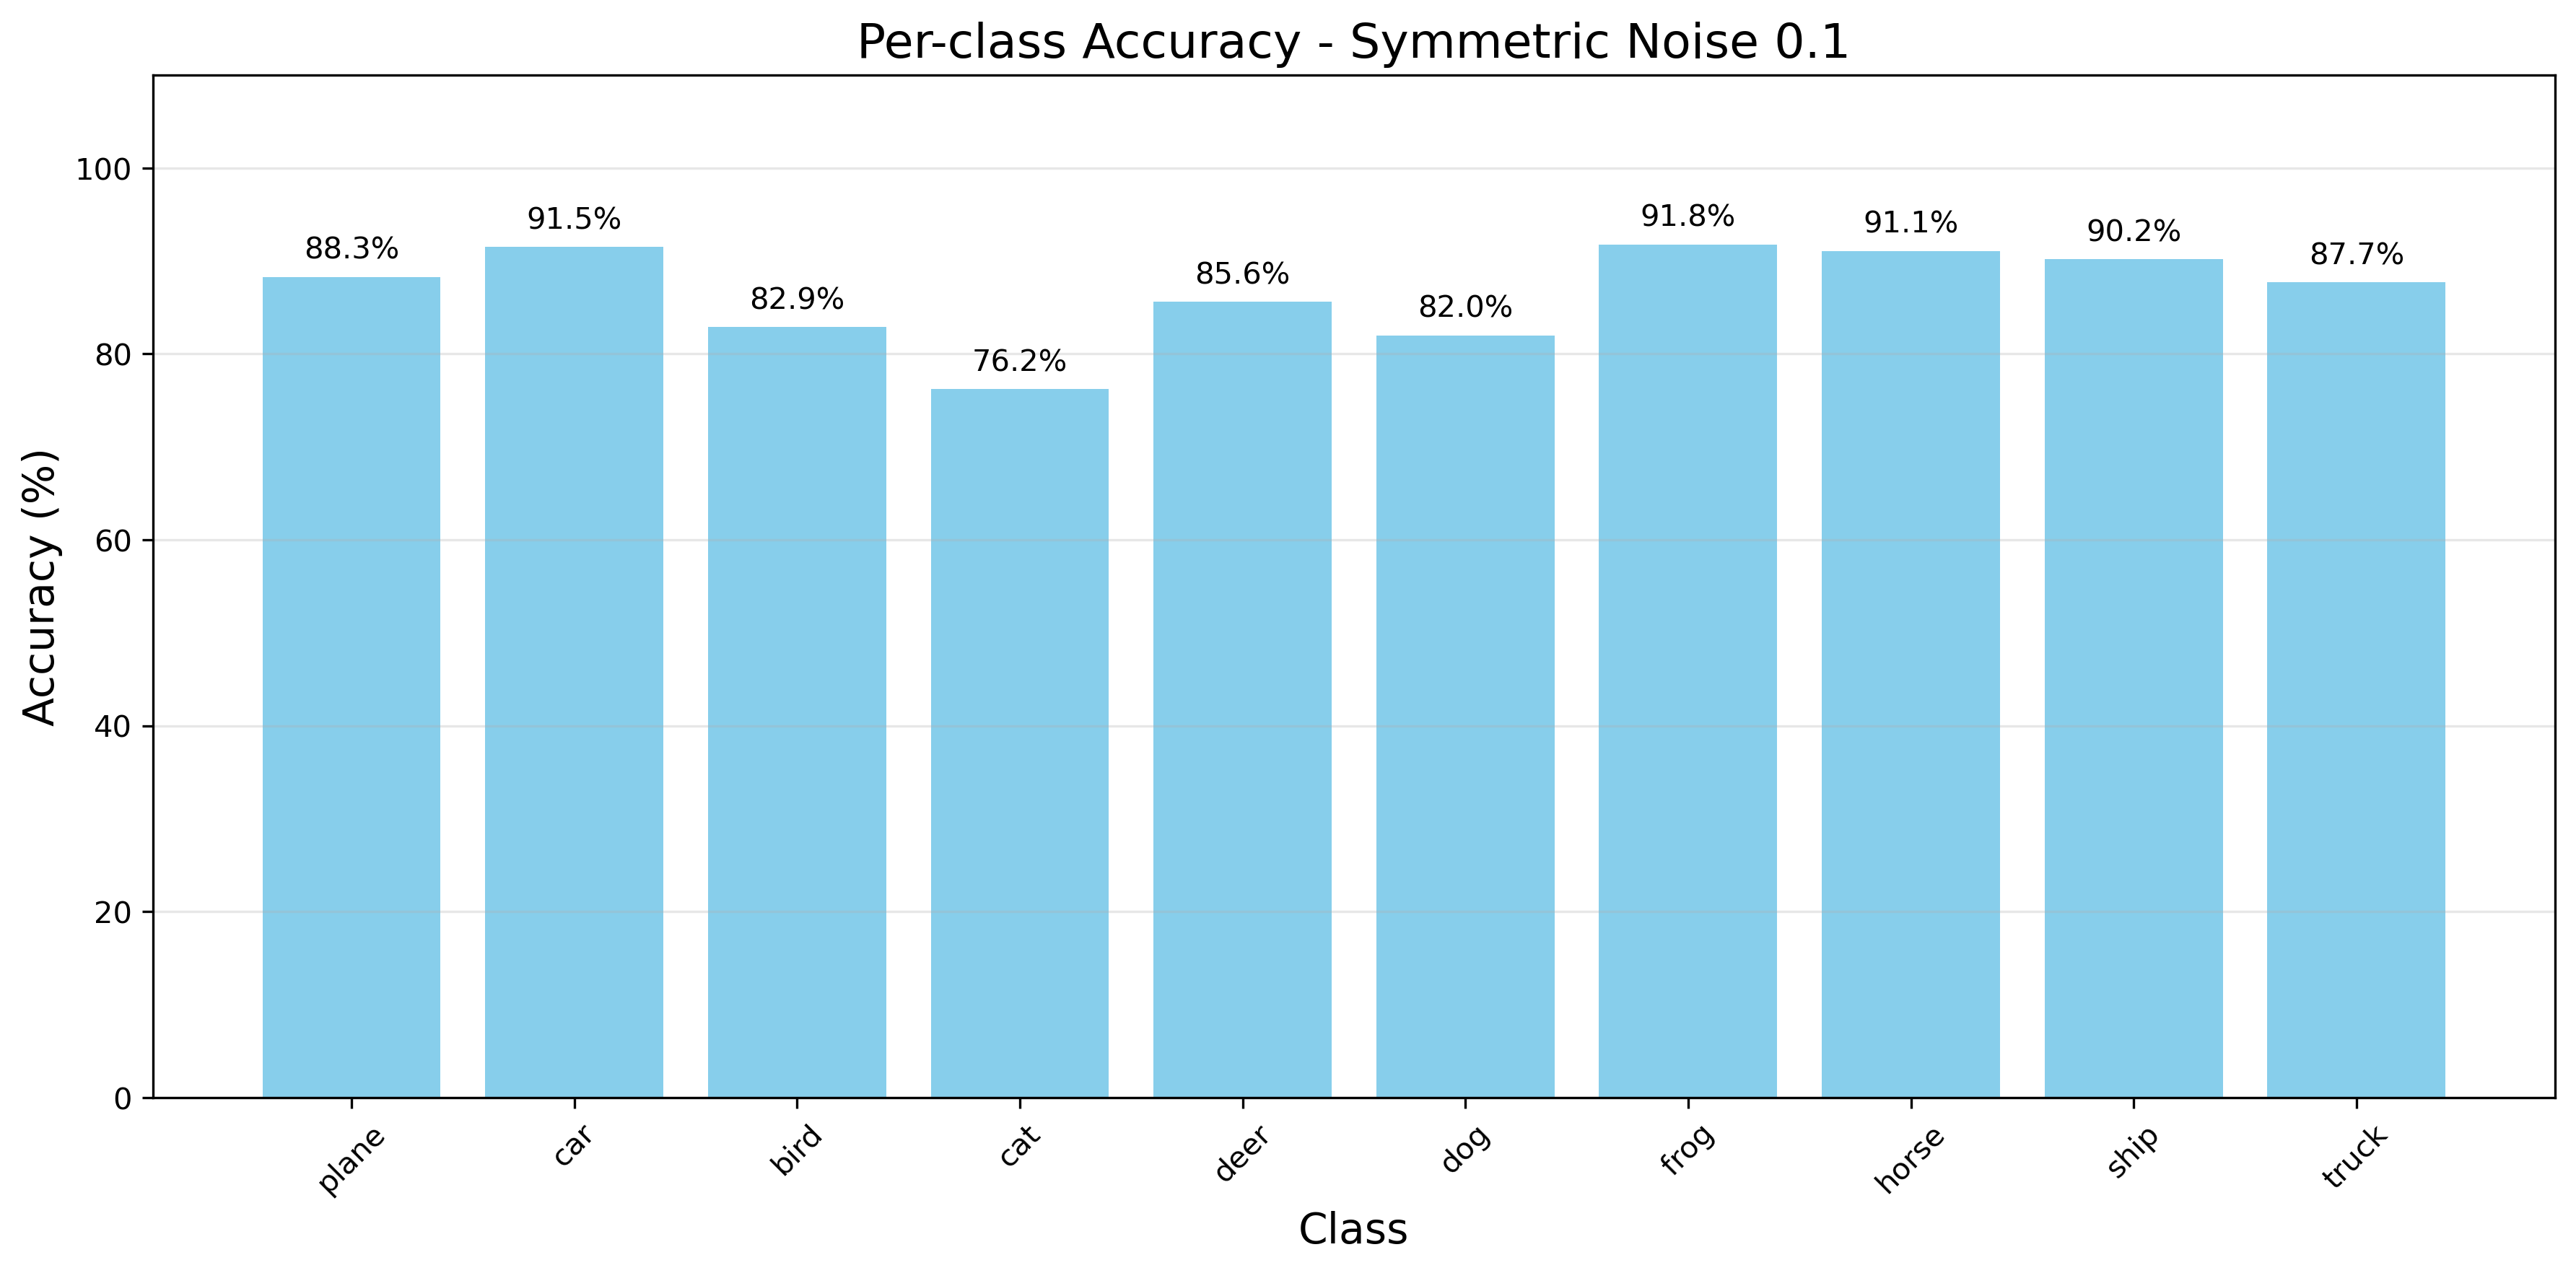 Per-class Accuracy - Symmetric Noise 0.1
Accuracy (%)
100
80
60
40
20
0
88.3%
91.5%
82.9%
76.2%
85.6%
82.0%
91.8%
91.1%
90.2%
87.7%
plane
car
bird
cat
deer
dog
frog
horse
ship
truck
Class